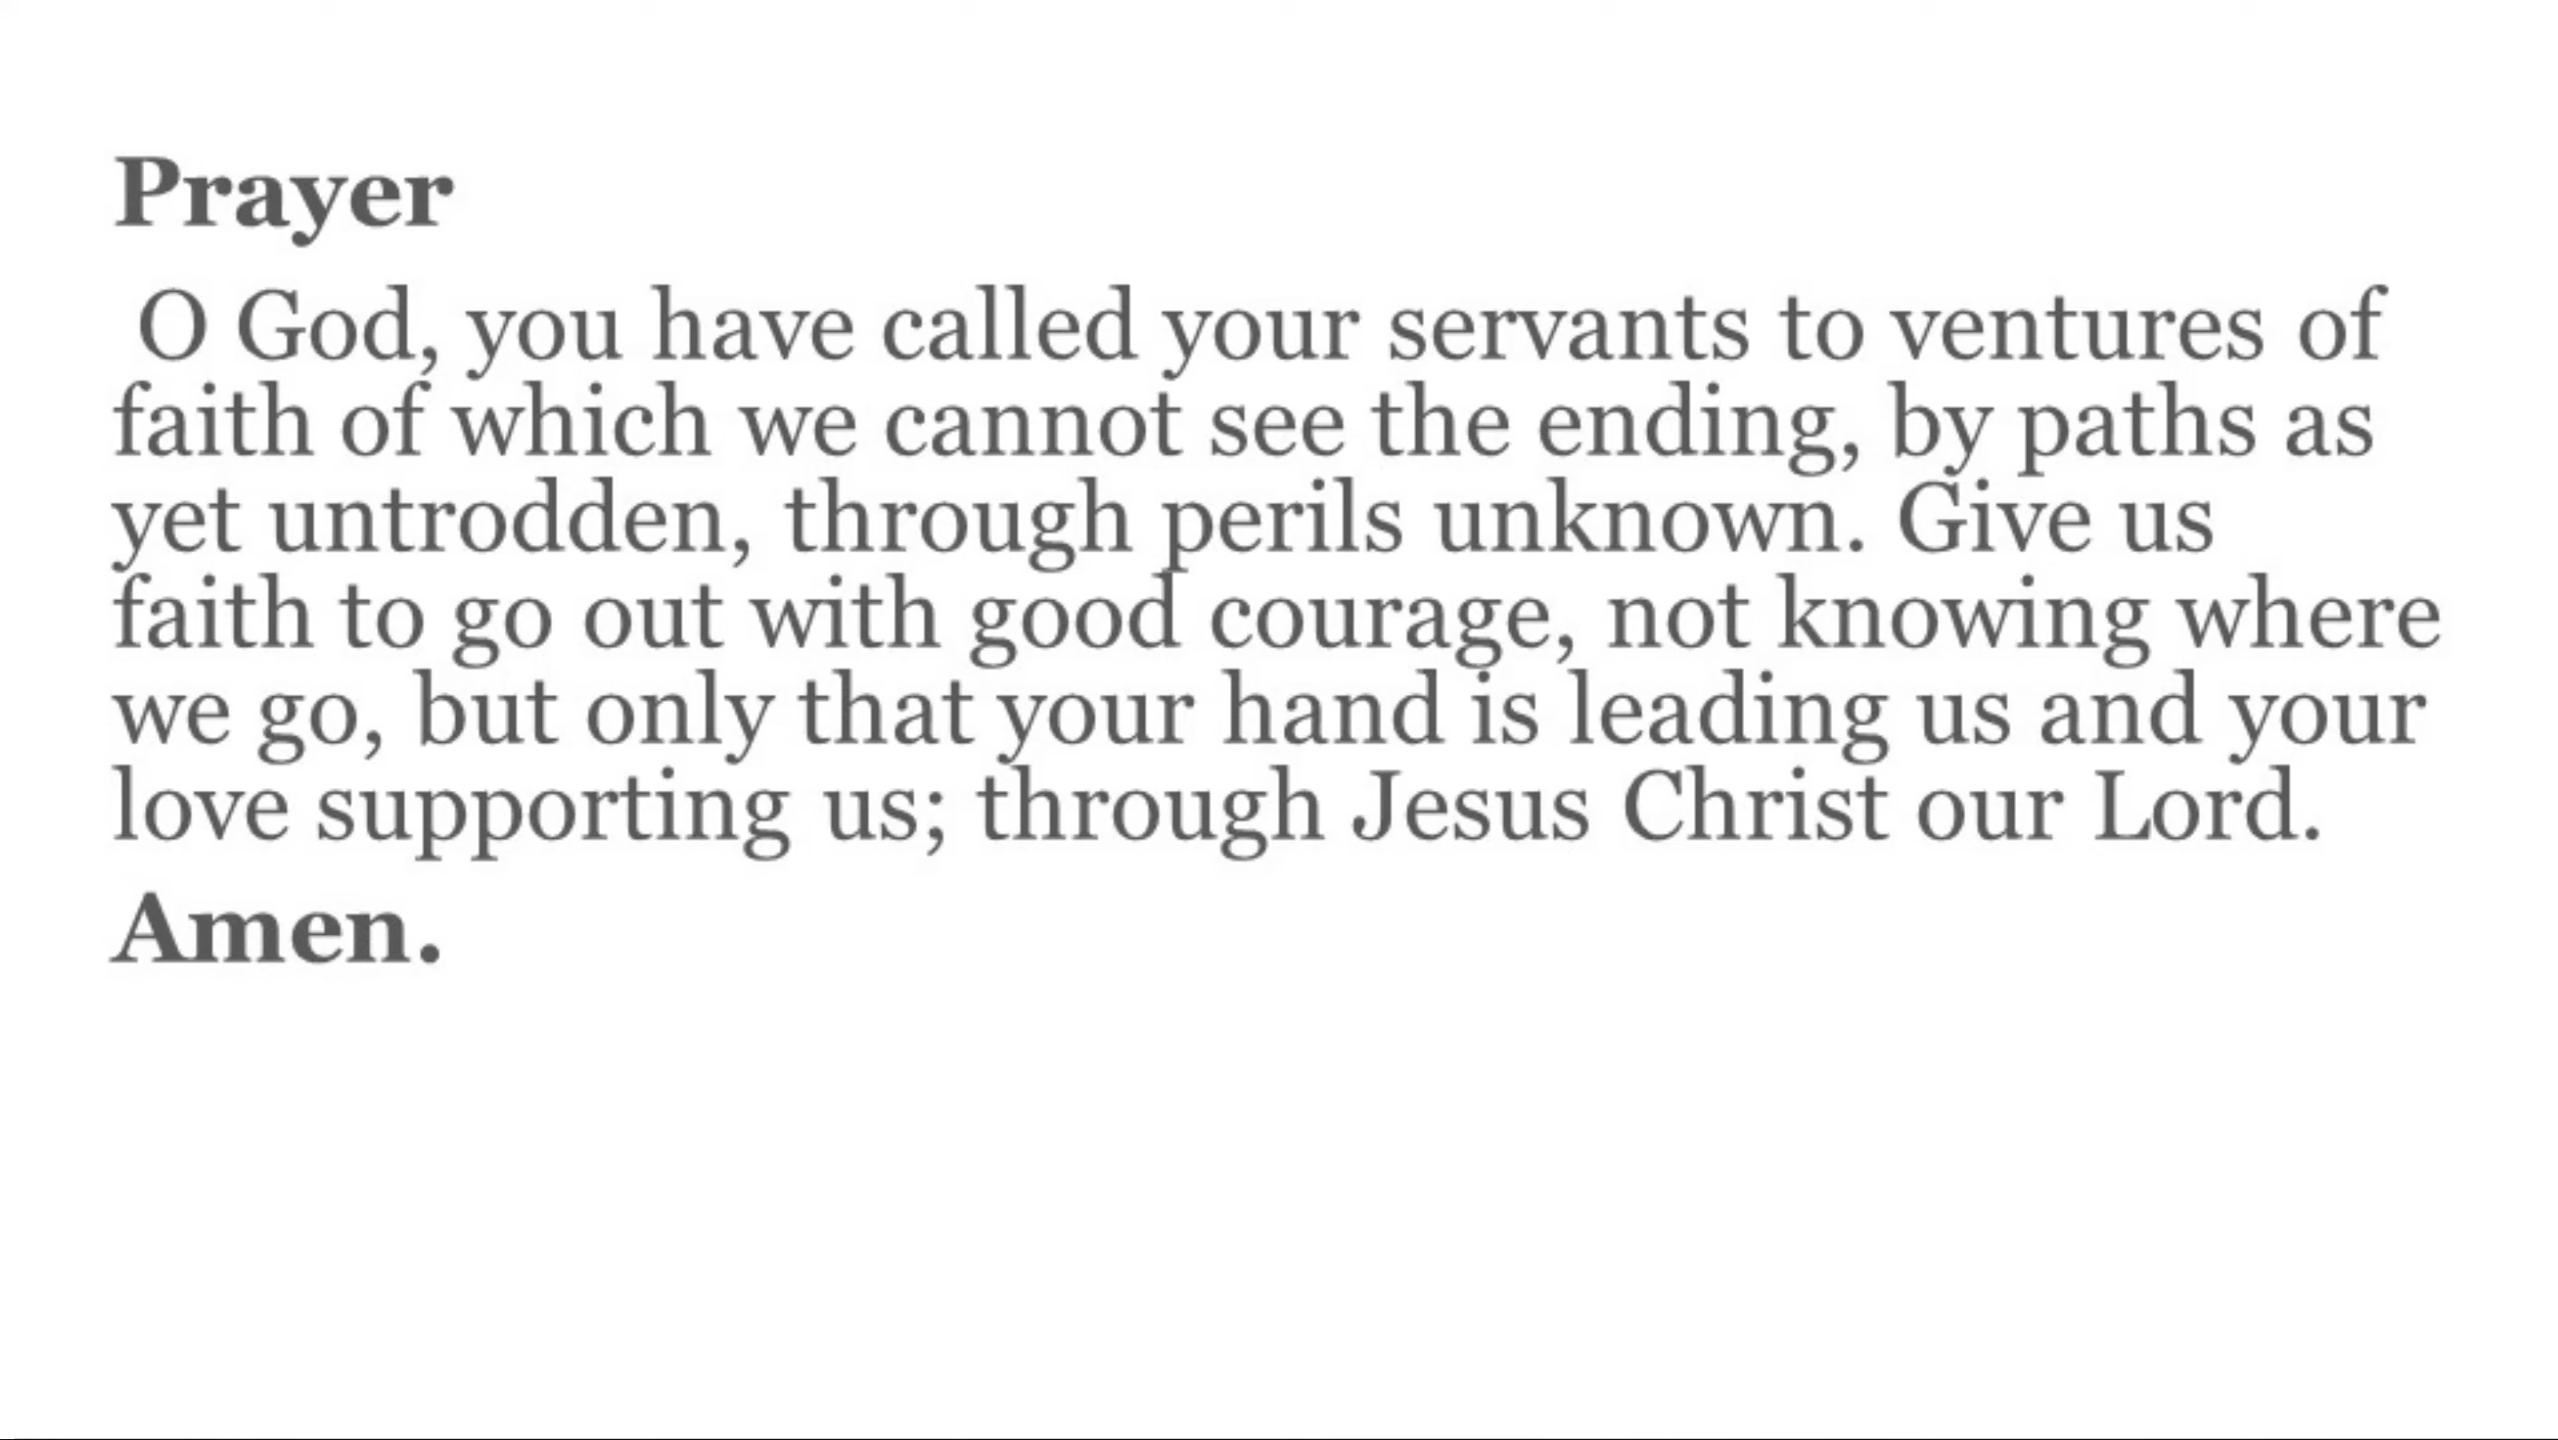 Prayer
O God, you have called your servants to ventures of
faith of which we cannot see the ending, by paths as
yet untrodden, through perils unknown. Give us
faith to go out with good courage, not knowing where
we go, but only that your hand is leading us and your
love supporting us; through Jesus Christ our Lord.
Amen.